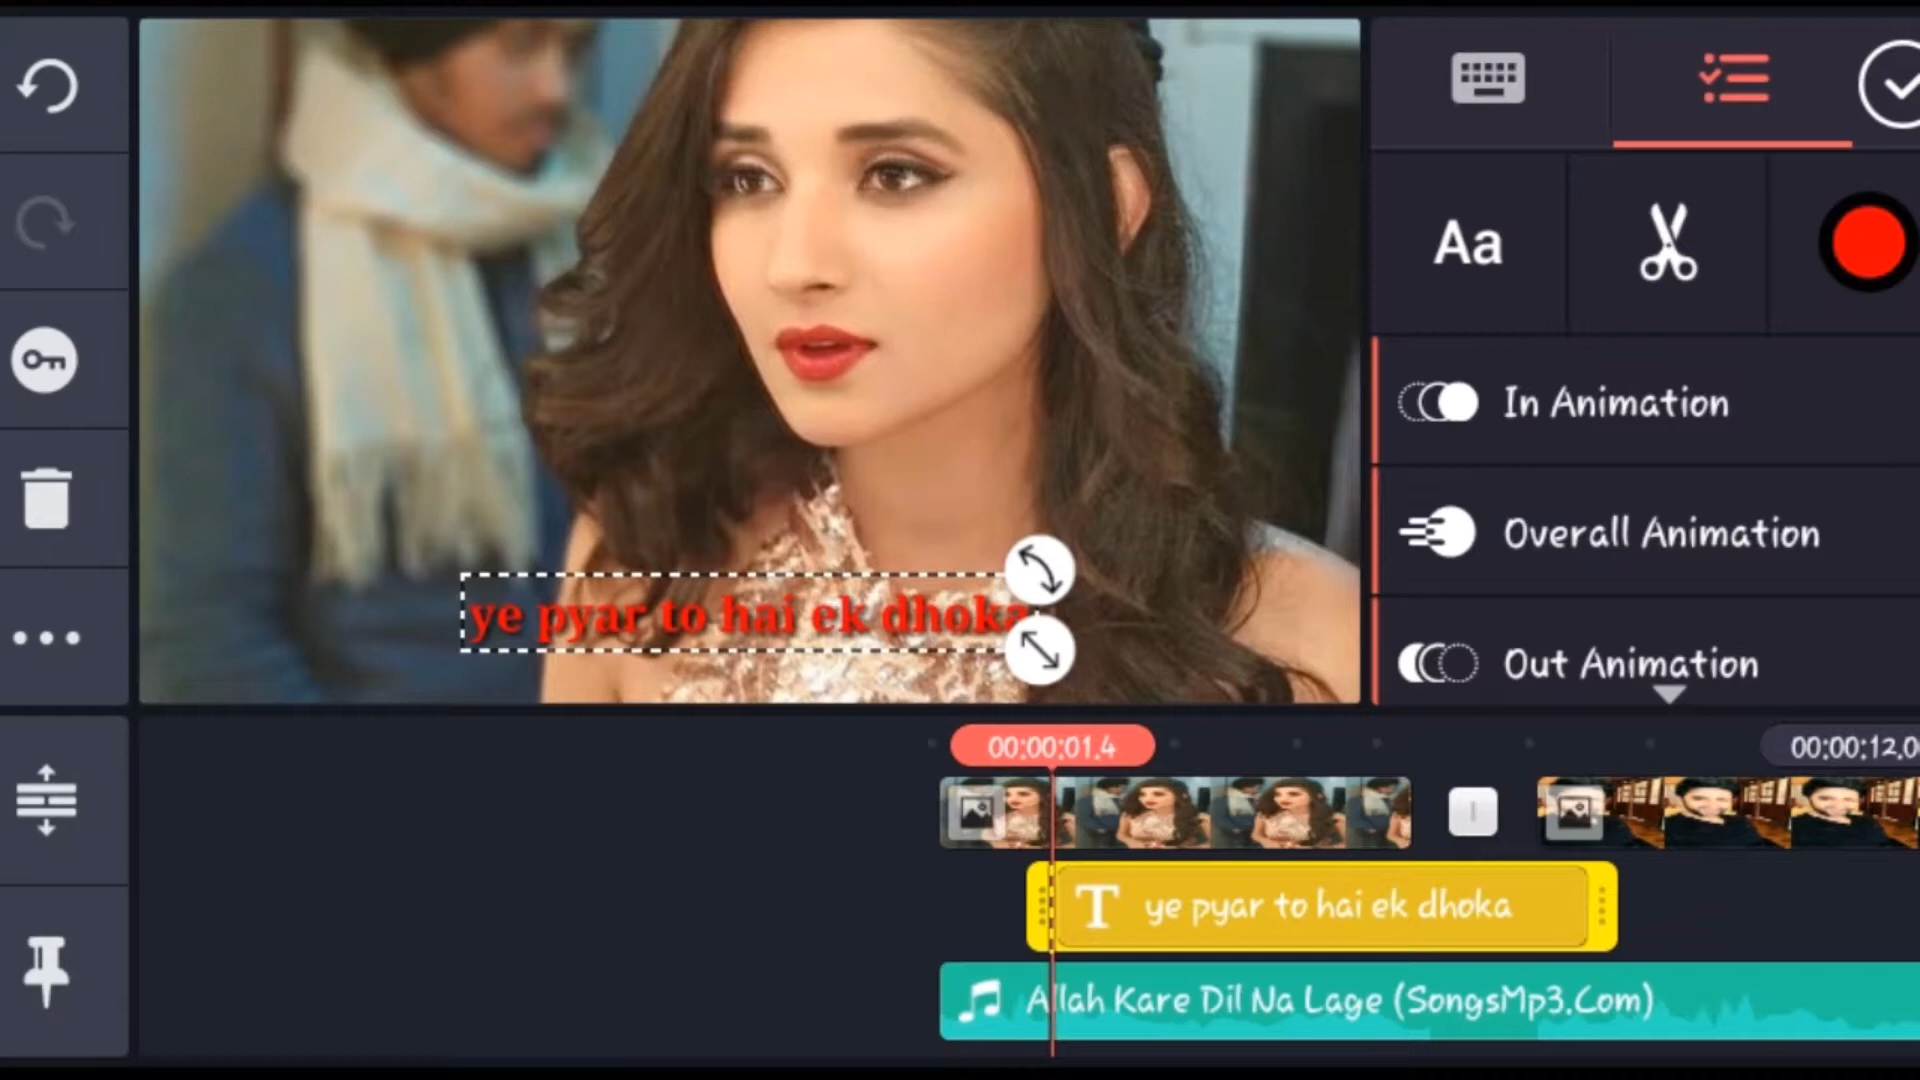 Aa
In Animation
Overall Animation
Out Animation
ye pyar to hai ek dhoka
00:00:01.4
00:00:12.0
T ye pyar to hai ek dhoka
Allah Kare Dil Na Lage (SongsMp3.Com)